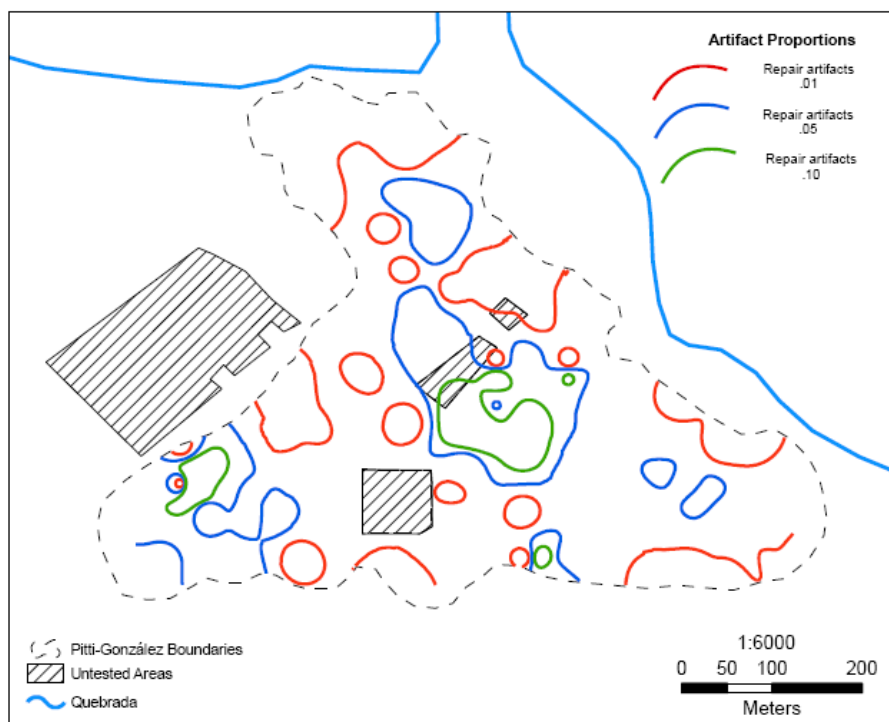 Artifact Proportions
Repair artifacts
.01
Repair artifacts
.05
Repair artifacts
.10
Pitti-González Boundaries
Untested Areas
Quebrada
1:6000
0 50 100 200
Meters